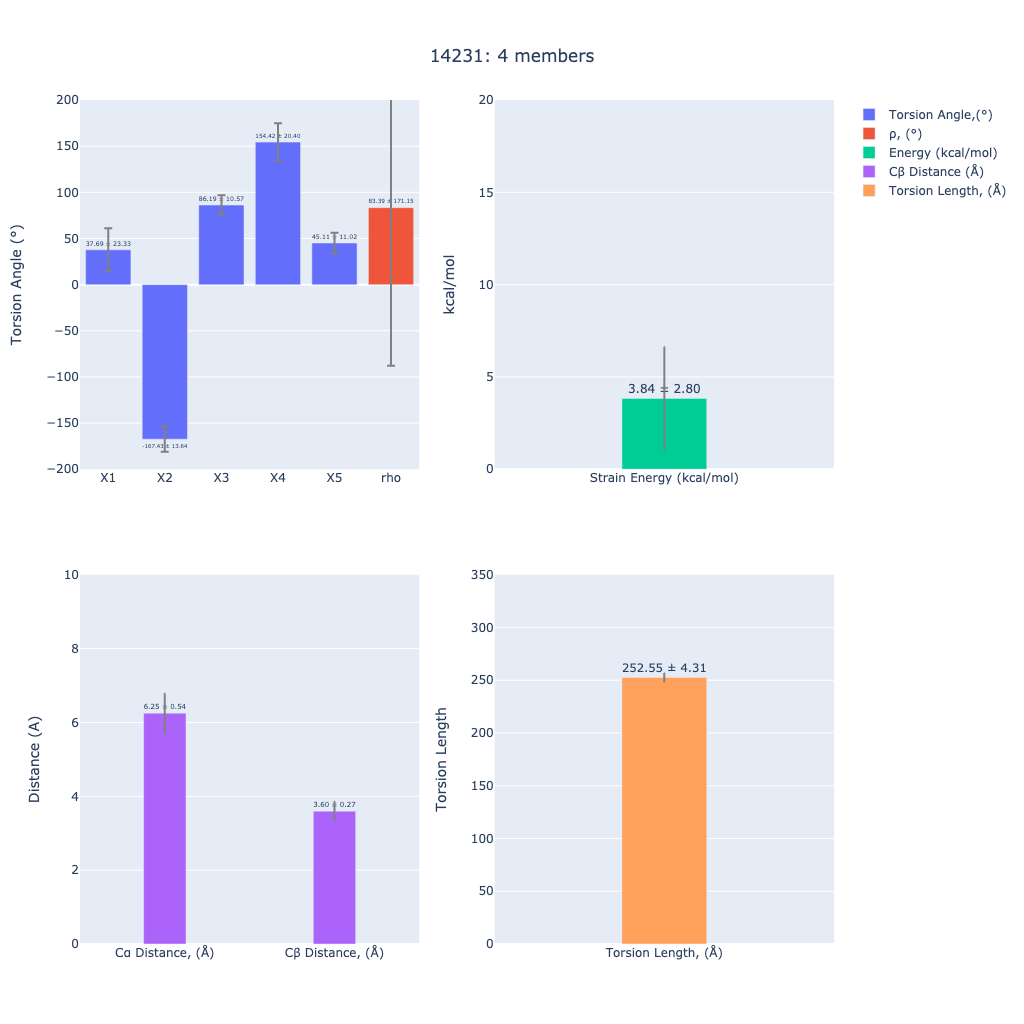 14231: 4 members
Torsion Angle (°)
200
150
100
50
0
−50
−100
−150
−200
37.69 ± 23.33
-167.43 ± 13.64
86.19 ± 10.57
154.42 ± 20.40
45.11 ± 11.02
83.39 ± 171.15
X1 X2 X3 X4 X5 rho
kcal/mol
20
15
10
5
0
3.84 ± 2.80
Strain Energy (kcal/mol)
Torsion Angle,(°)
ρ, (°)
Energy (kcal/mol)
Cβ Distance (Å)
Torsion Length, (Å)
Distance (A)
10
8
6
4
2
0
6.25 ± 0.54
3.60 ± 0.27
Cα Distance, (Å) Cβ Distance, (Å)
Torsion Length
350
300
250
200
150
100
50
0
252.55 ± 4.31
Torsion Length, (Å)